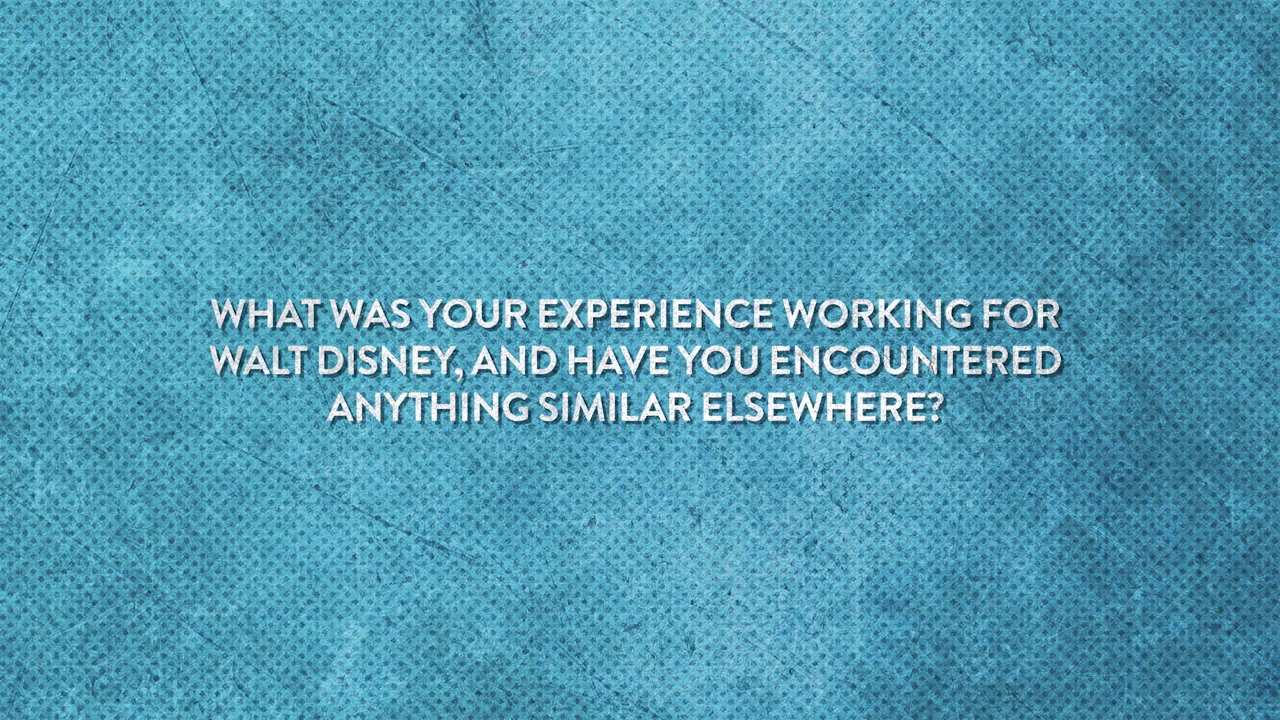 WHAT WAS YOUR EXPERIENCE WORKING FOR
WALT DISNEY, AND HAVE YOU ENCOUNTERED
ANYTHING SIMILAR ELSEWHERE?